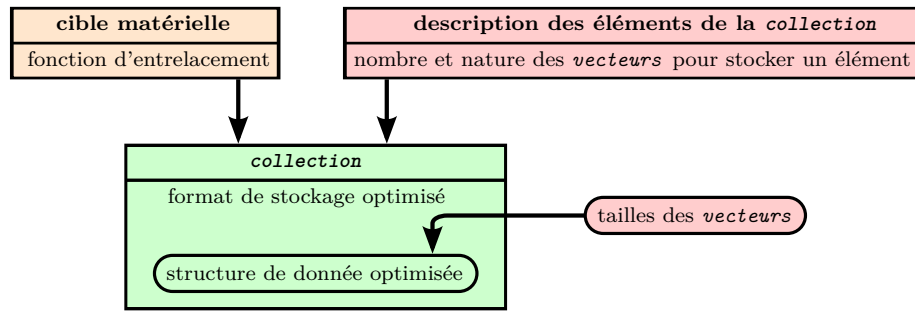 cible matérielle
fonction d'entrelacement
description des éléments de la collection
nombre et nature des vecteurs pour stocker un élément
collection
format de stockage optimisé
tailles des vecteurs
structure de donnée optimisée